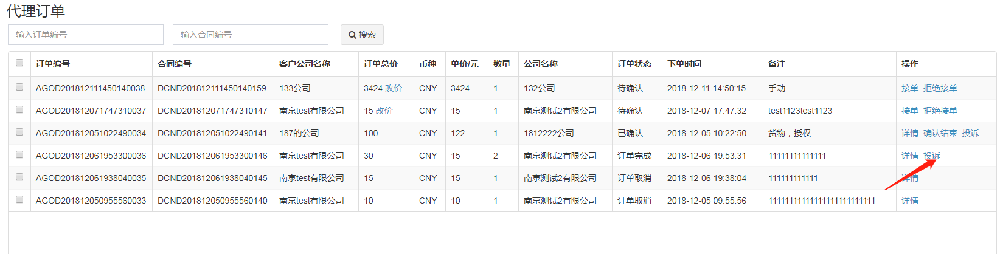 代理订单
输入订单编号 输入合同编号 搜索
订单编号 合同编号 客户公司名称 订单总价 币种 单价/元 数量 公司名称 订单状态 下单时间 备注 操作
AGOD201812111450140038 DCND201812111450140159 133公司 3424 改价 CNY 3424 1 132公司 待确认 2018-12-11 14:50:15 手动 接单 拒绝接单
AGOD201812071747310037 DCND201812071747310147 南京test有限公司 15 改价 CNY 15 1 南京测试2有限公司 待确认 2018-12-07 17:47:32 test1123test1123 接单 拒绝接单
AGOD201812051022490034 DCND201812051022490141 187的公司 100 CNY 122 1 1812222公司 已确认 2018-12-05 10:22:50 货物，授权 详情 确认结束 投诉
AGOD201812061953300036 DCND201812061953300146 南京test有限公司 30 CNY 15 2 南京测试2有限公司 订单完成 2018-12-06 19:53:31 11111111111111 详情 投诉
AGOD201812061938040035 DCND201812061938040145 南京test有限公司 15 CNY 15 1 南京测试2有限公司 订单取消 2018-12-06 19:38:04 111111111111 详情
AGOD201812050955560033 DCND201812050955560140 南京test有限公司 10 CNY 10 1 南京测试2有限公司 订单取消 2018-12-05 09:55:56 11111111111111111111111111 详情